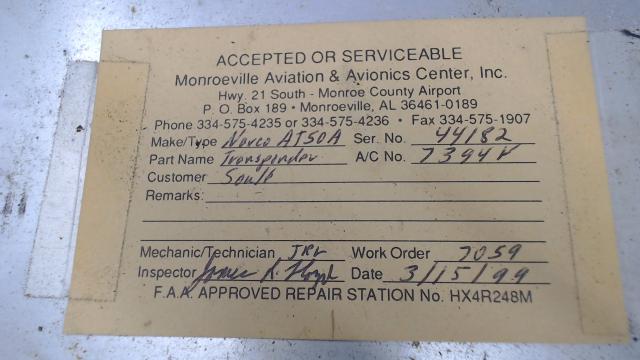 ACCEPTED OR SERVICEABLE
Monroeville Aviation & Avionics Center, Inc.
Hwy. 21 South - Monroe County Airport
P. O. Box 189 • Monroeville, AL 36461-0189
Phone 334-575-4235 or 334-575-4236 • Fax 334-575-1907
Make/Type Narco AT50A Ser. No. 44182
Part Name Transponder A/C No. 7394V
Customer
Remarks:
Mechanic/Technician Work Order 7059
Inspector Date 3/15/99
F.A.A. APPROVED REPAIR STATION No. HX4R248M